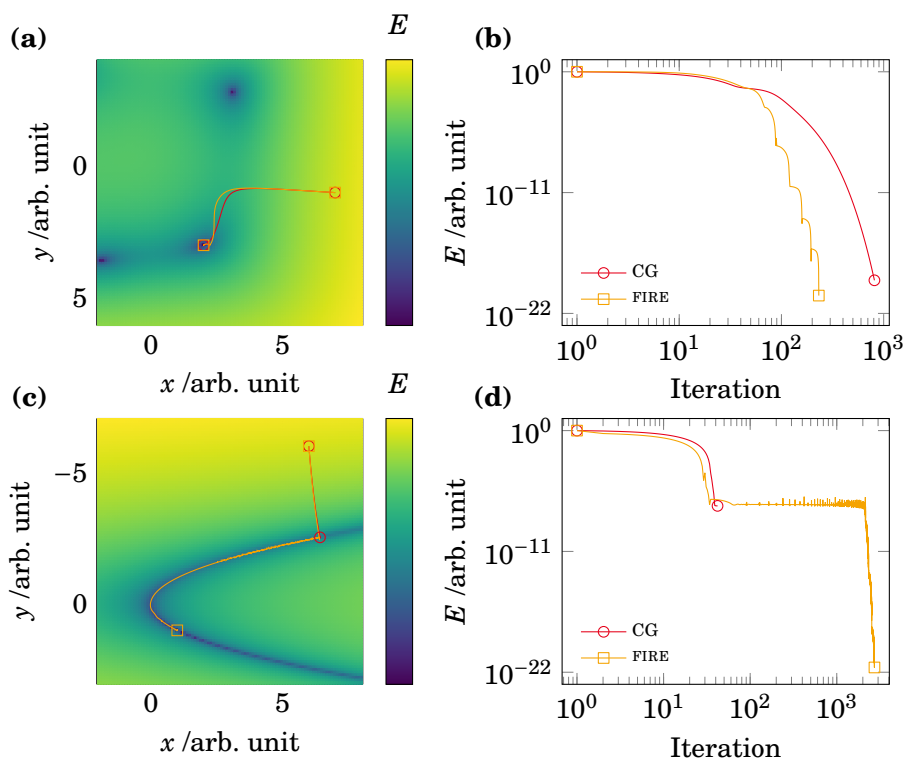 (a)
E
y /arb. unit
0
5
0
5
x /arb. unit
(b)
E /arb. unit
10^0
10^-11
10^-22
CG
FIRE
10^0
10^1
10^2
10^3
Iteration
(c)
E
y /arb. unit
−5
0
0
5
x /arb. unit
(d)
E /arb. unit
10^0
10^-11
10^-22
CG
FIRE
10^0
10^1
10^2
10^3
Iteration